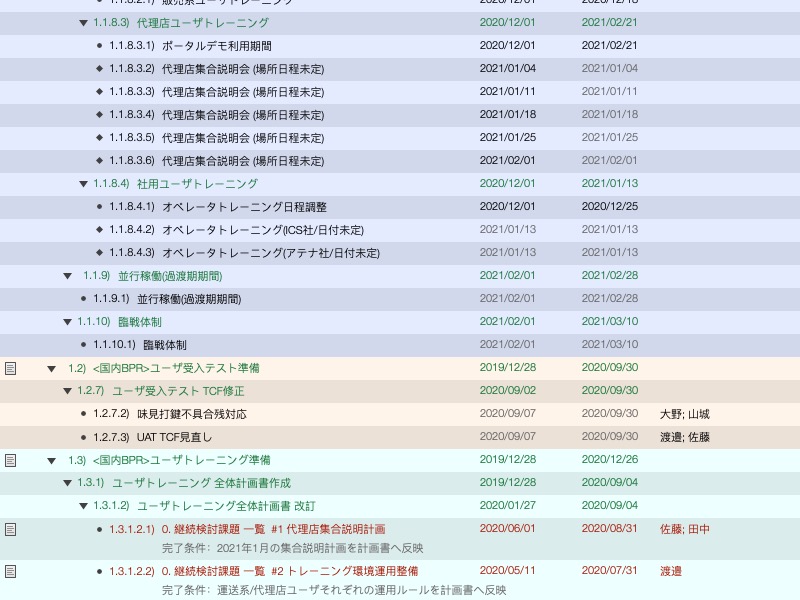 1.1.8.3) 代理店ユーザトレーニング 2020/12/01 2021/02/21
1.1.8.3.1) ポータルデモ利用期間 2020/12/01 2021/02/21
1.1.8.3.2) 代理店集合説明会 (場所日程未定) 2021/01/04 2021/01/04
1.1.8.3.3) 代理店集合説明会 (場所日程未定) 2021/01/11 2021/01/11
1.1.8.3.4) 代理店集合説明会 (場所日程未定) 2021/01/18 2021/01/18
1.1.8.3.5) 代理店集合説明会 (場所日程未定) 2021/01/25 2021/01/25
1.1.8.3.6) 代理店集合説明会 (場所日程未定) 2021/02/01 2021/02/01
1.1.8.4) 社用ユーザトレーニング 2020/12/01 2021/01/13
1.1.8.4.1) オペレータトレーニング日程調整 2020/12/01 2020/12/25
1.1.8.4.2) オペレータトレーニング(ICS社/日付未定) 2021/01/13 2021/01/13
1.1.8.4.3) オペレータトレーニング(アテナ社/日付未定) 2021/01/13 2021/01/13
1.1.9) 並行稼働(過渡期期間) 2021/02/01 2021/02/28
1.1.9.1) 並行稼働(過渡期期間) 2021/02/01 2021/02/28
1.1.10) 臨戦体制 2021/02/01 2021/03/10
1.1.10.1) 臨戦体制 2021/02/01 2021/03/10
1.2) <国内BPR>ユーザ受入テスト準備 2019/12/28 2020/09/30
1.2.7) ユーザ受入テスト TCF修正 2020/09/02 2020/09/30
1.2.7.2) 味見打鍵不具合残対応 2020/09/07 2020/09/30 大野; 山城
1.2.7.3) UAT TCF見直し 2020/09/07 2020/09/30 渡邉; 佐藤
1.3) <国内BPR>ユーザトレーニング準備 2019/12/28 2020/12/26
1.3.1) ユーザトレーニング 全体計画書作成 2019/12/28 2020/09/04
1.3.1.2) ユーザトレーニング全体計画書 改訂 2020/01/27 2020/09/04
1.3.1.2.1) 0. 継続検討課題 一覧 #1 代理店集合説明計画 2020/06/01 2020/08/31 佐藤; 田中
完了条件：2021年1月の集合説明計画を計画書へ反映
1.3.1.2.2) 0. 継続検討課題 一覧 #2 トレーニング環境運用整備 2020/05/11 2020/07/31 渡邉
完了条件：運送系/代理店ユーザそれぞれの運用ルールを計画書へ反映